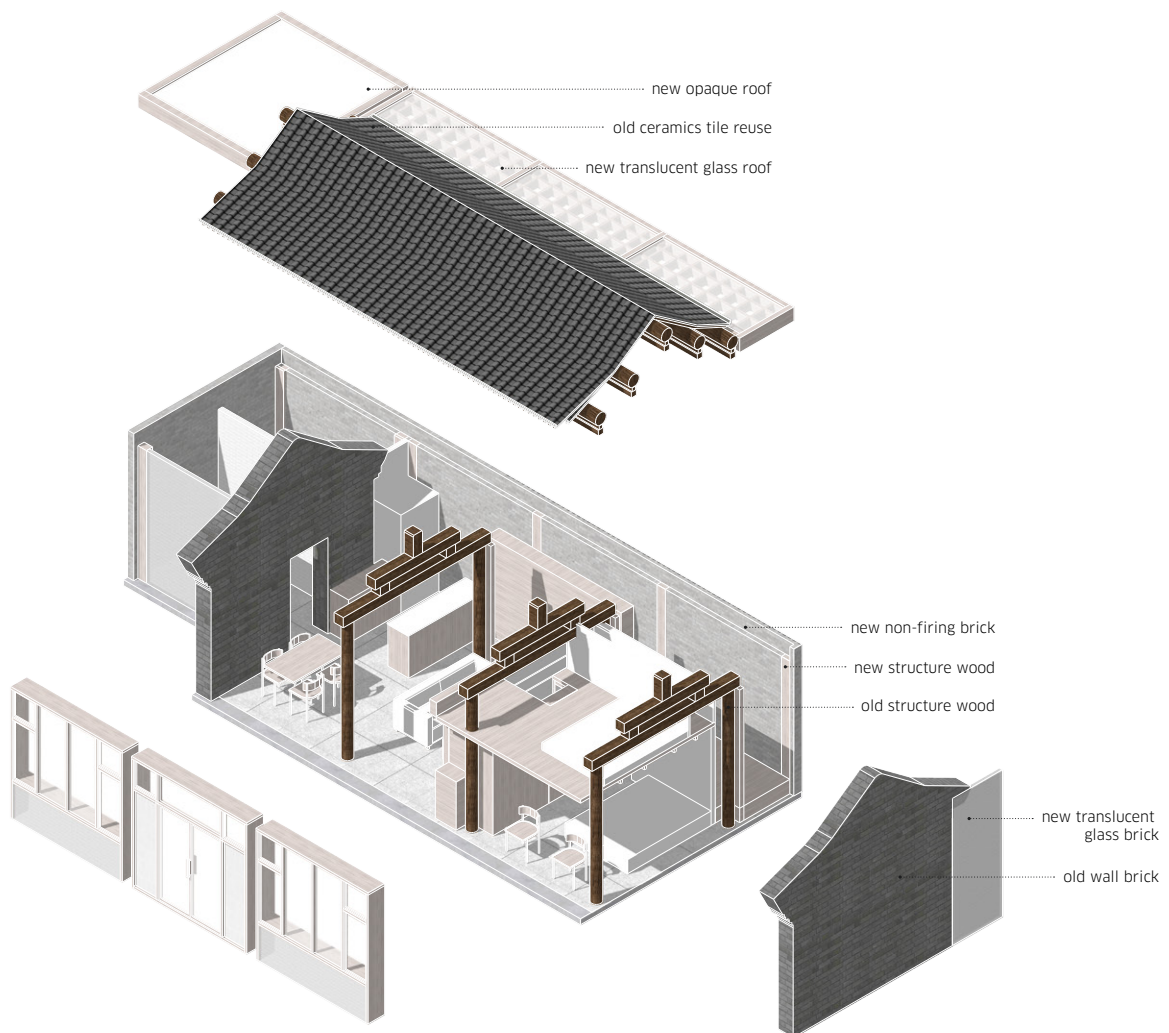 new opaque roof
old ceramics tile reuse
new translucent glass roof
new non-firing brick
new structure wood
old structure wood
new translucent
glass brick
old wall brick